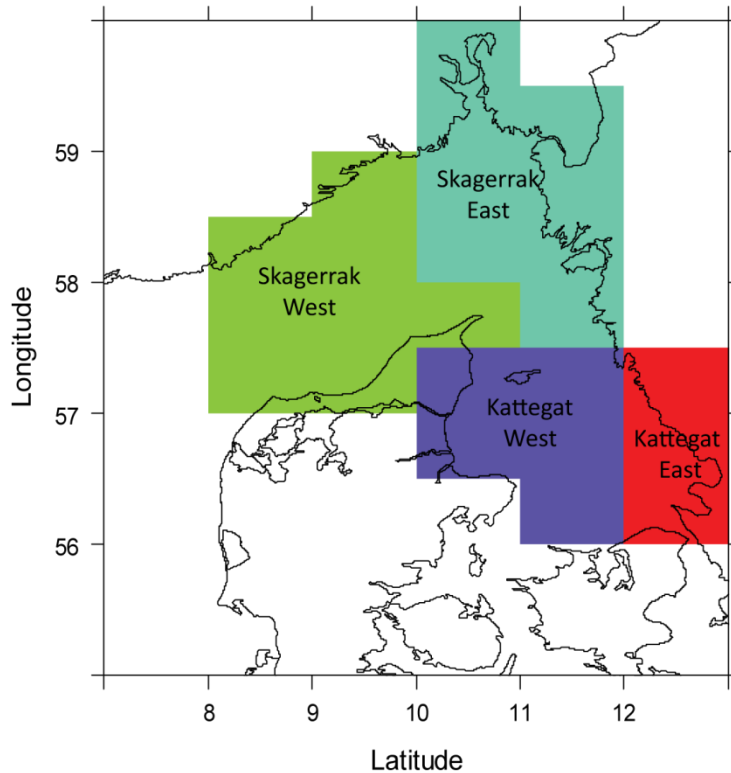 59
58
57
56
Longitude
Skagerrak
East
Skagerrak
West
Kattegat
West
Kattegat
East
8
9
10
11
12
Latitude